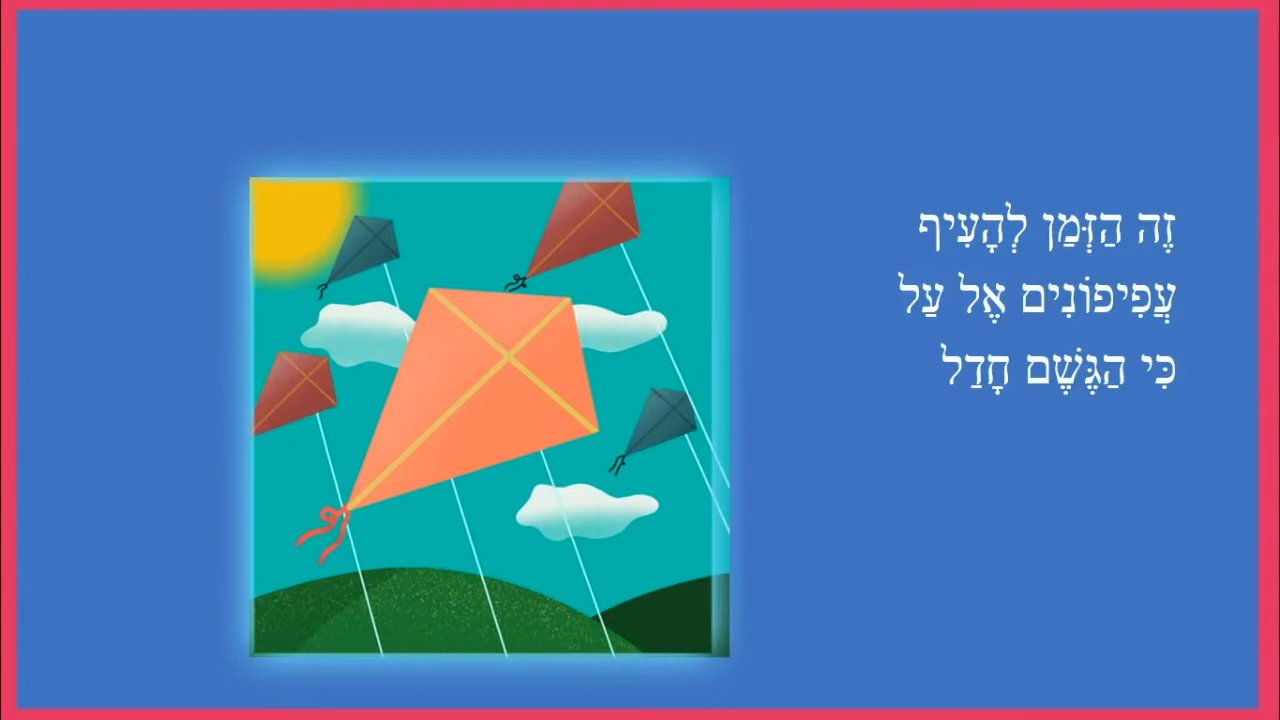 זֶה הַזְּמַן לְהָעִיף
עֲפִיפוֹנִים אֶל עַל
כִּי הַגֶּשֶׁם חָדַל